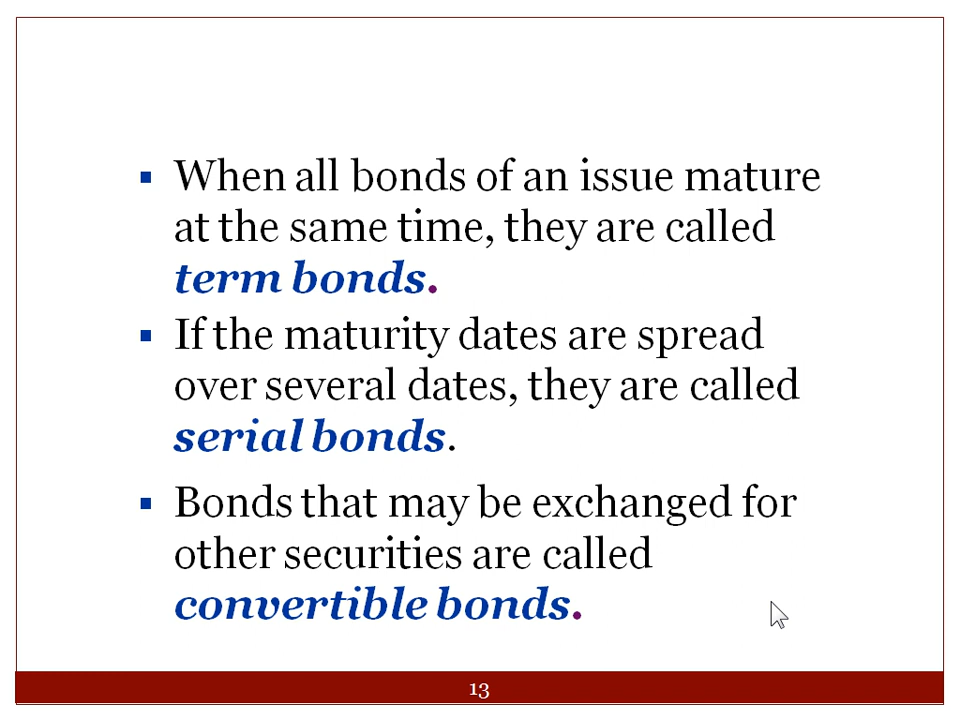 ▪ When all bonds of an issue mature
at the same time, they are called
term bonds.
▪ If the maturity dates are spread
over several dates, they are called
serial bonds.
▪ Bonds that may be exchanged for
other securities are called
convertible bonds.
13